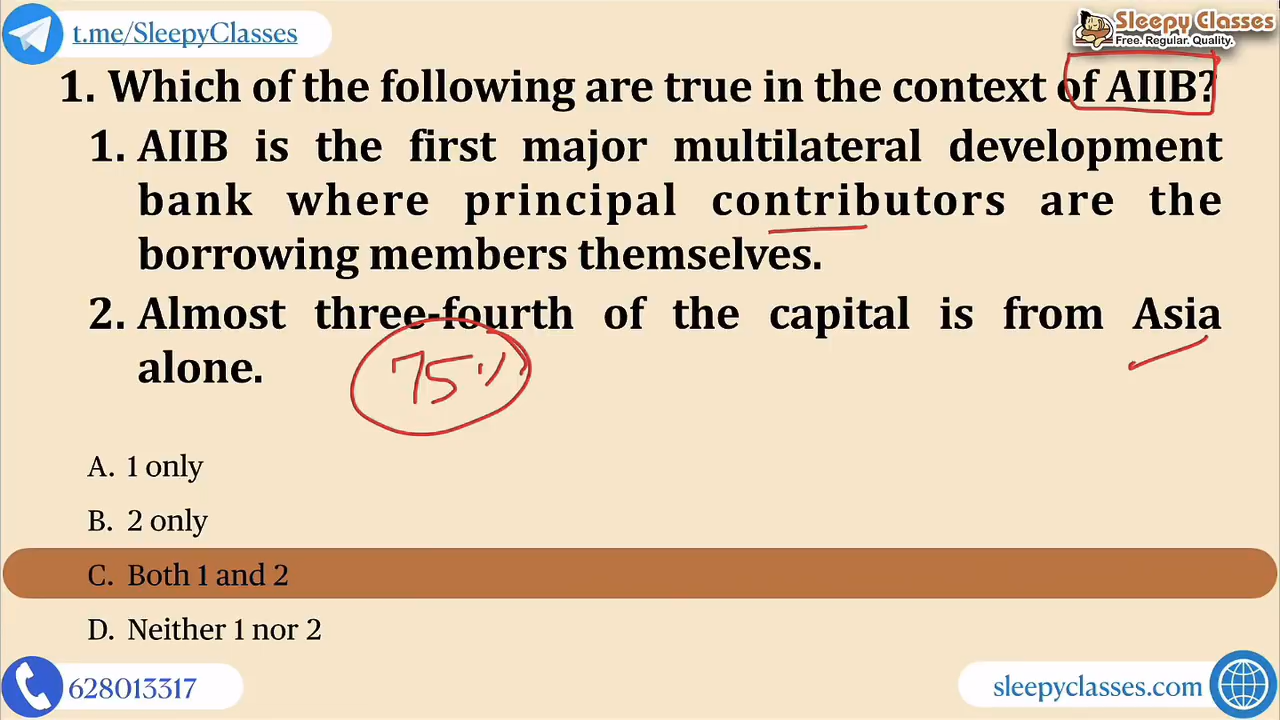 t.me/SleepyClasses
Sleepy Classes
Free. Regular. Quality.
1. Which of the following are true in the context of AIIB?
1. AIIB is the first major multilateral development
bank where principal contributors are the
borrowing members themselves.
2. Almost three-fourth of the capital is from Asia
alone.
75%
A. 1 only
B. 2 only
C. Both 1 and 2
D. Neither 1 nor 2
628013317
sleepyclasses.com